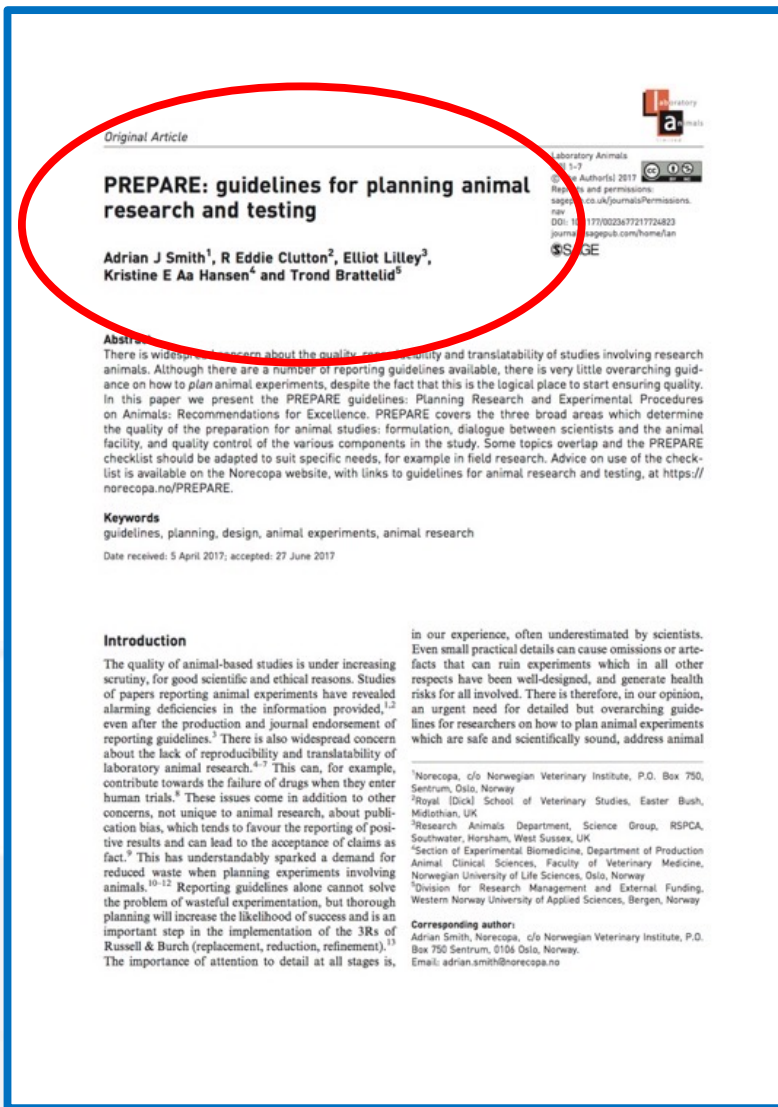 Original Article
laboratory
animals
LIMITED
PREPARE: guidelines for planning animal
research and testing
Adrian J Smith1, R Eddie Clutton2, Elliot Lilley3,
Kristine E Aa Hansen4 and Trond Brattelid5
Laboratory Animals
1–7
Author(s) 2017
Reprints and permissions:
sagepub.co.uk/journalsPermissions.
nav
DOI: 10.1177/0023677217724823
journals.sagepub.com/home/lan
SAGE
Abstract
There is widespread concern about the quality, reproducibility and translatability of studies involving research
animals. Although there are a number of reporting guidelines available, there is very little overarching guid-
ance on how to plan animal experiments, despite the fact that this is the logical place to start ensuring quality.
In this paper we present the PREPARE guidelines: Planning Research and Experimental Procedures
on Animals: Recommendations for Excellence. PREPARE covers the three broad areas which determine
the quality of the preparation for animal studies: formulation, dialogue between scientists and the animal
facility, and quality control of the various components in the study. Some topics overlap and the PREPARE
checklist should be adapted to suit specific needs, for example in field research. Advice on use of the check-
list is available on the Norecopa website, with links to guidelines for animal research and testing, at https://
norecopa.no/PREPARE.
Keywords
guidelines, planning, design, animal experiments, animal research
Date received: 5 April 2017; accepted: 27 June 2017
Introduction
The quality of animal-based studies is under increasing
scrutiny, for good scientific and ethical reasons. Studies
of papers reporting animal experiments have revealed
alarming deficiencies in the information provided,1,2
even after the production and journal endorsement of
reporting guidelines.3 There is also widespread concern
about the lack of reproducibility and translatability of
laboratory animal research.4–7 This can, for example,
contribute towards the failure of drugs when they enter
human trials.8 These issues come in addition to other
concerns, not unique to animal research, about publi-
cation bias, which tends to favour the reporting of posi-
tive results and can lead to the acceptance of claims as
fact.9 This has understandably sparked a demand for
reduced waste when planning experiments involving
animals.10–12 Reporting guidelines alone cannot solve
the problem of wasteful experimentation, but thorough
planning will increase the likelihood of success and is an
important step in the implementation of the 3Rs of
Russell & Burch (replacement, reduction, refinement).13
The importance of attention to detail at all stages is,
in our experience, often underestimated by scientists.
Even small practical details can cause omissions or arte-
facts that can ruin experiments which in all other
respects have been well-designed, and generate health
risks for all involved. There is therefore, in our opinion,
an urgent need for detailed but overarching guide-
lines for researchers on how to plan animal experiments
which are safe and scientifically sound, address animal
1Norecopa, c/o Norwegian Veterinary Institute, P.O. Box 750,
Sentrum, Oslo, Norway
2Royal (Dick) School of Veterinary Studies, Easter Bush,
Midlothian, UK
3Research Animals Department, Science Group, RSPCA,
Southwater, Horsham, West Sussex, UK
4Section of Experimental Biomedicine, Department of Production
Animal Clinical Sciences, Faculty of Veterinary Medicine,
Norwegian University of Life Sciences, Oslo, Norway
5Division for Research Management and External Funding,
Western Norway University of Applied Sciences, Bergen, Norway
Corresponding author:
Adrian Smith, Norecopa, c/o Norwegian Veterinary Institute, P.O.
Box 750 Sentrum, 0106 Oslo, Norway.
Email: adrian.smith@norecopa.no